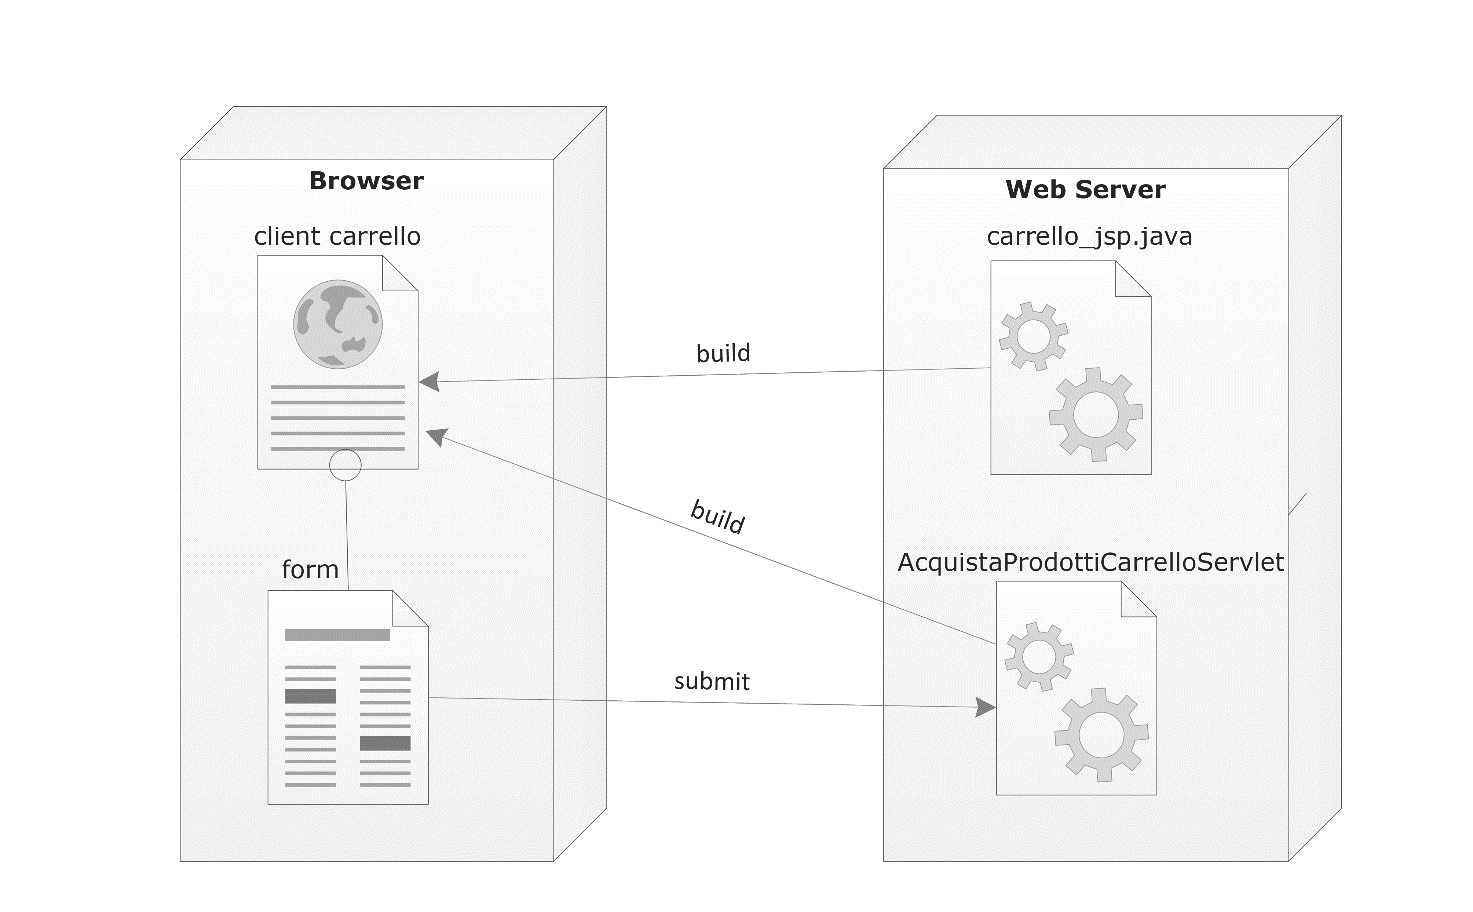 Browser
client carrello
form
build
build
submit
Web Server
carrello_jsp.java
AcquistaProdottiCarrelloServlet